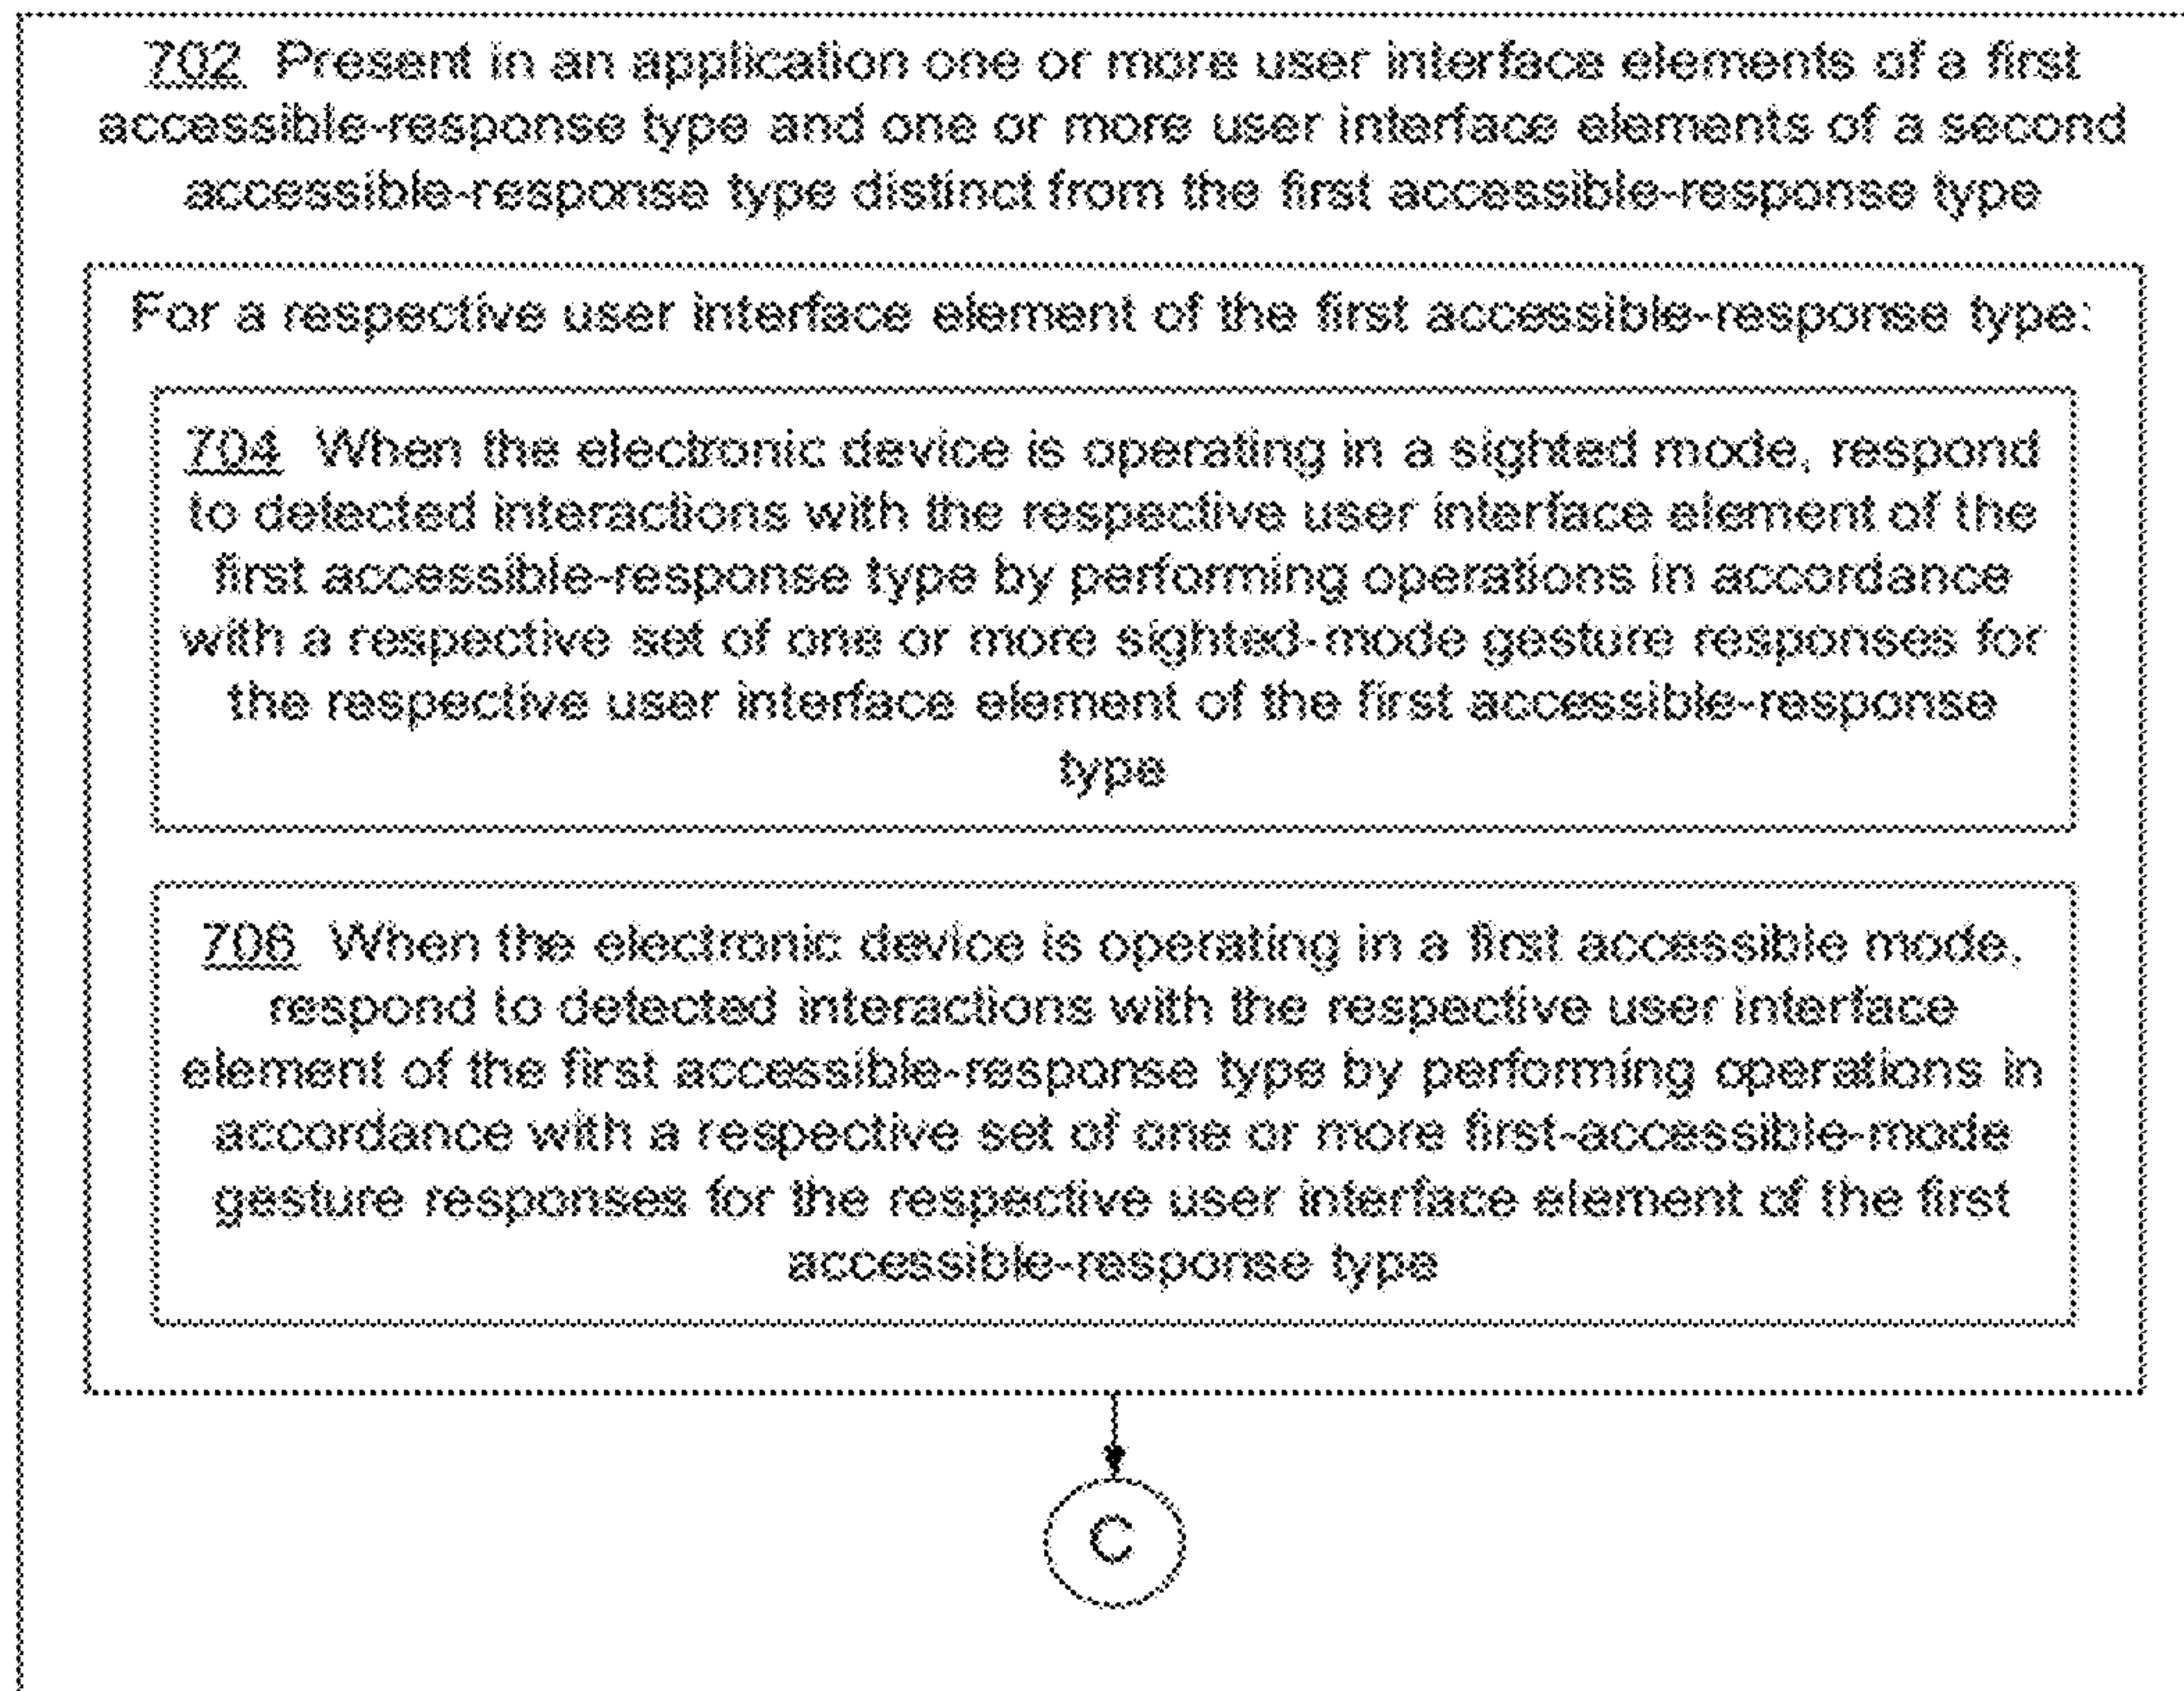 702 Present in an application one or more user interface elements of a first
accessible-response type and one or more user interface elements of a second
accessible-response type distinct from the first accessible-response type
For a respective user interface element of the first accessible-response type:
704 When the electronic device is operating in a sighted mode, respond
to detected interactions with the respective user interface element of the
first accessible-response type by performing operations in accordance
with a respective set of one or more sighted-mode gesture responses for
the respective user interface element of the first accessible-response
type
706 When the electronic device is operating in a first accessible mode,
respond to detected interactions with the respective user interface
element of the first accessible-response type by performing operations in
accordance with a respective set of one or more first-accessible-mode
gesture responses for the respective user interface element of the first
accessible-response type
C